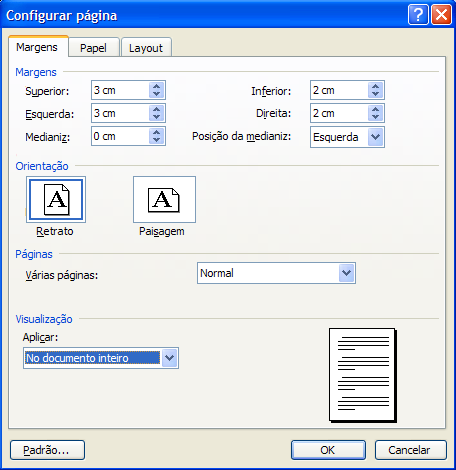 Configurar página
Margens Papel Layout
Margens
Superior: 3 cm Inferior: 2 cm
Esquerda: 3 cm Direita: 2 cm
Medianiz: 0 cm Posição da medianiz: Esquerda
Orientação
A A
Retrato Paisagem
Páginas
Várias páginas: Normal
Visualização
Aplicar:
No documento inteiro
Padrão... OK Cancelar